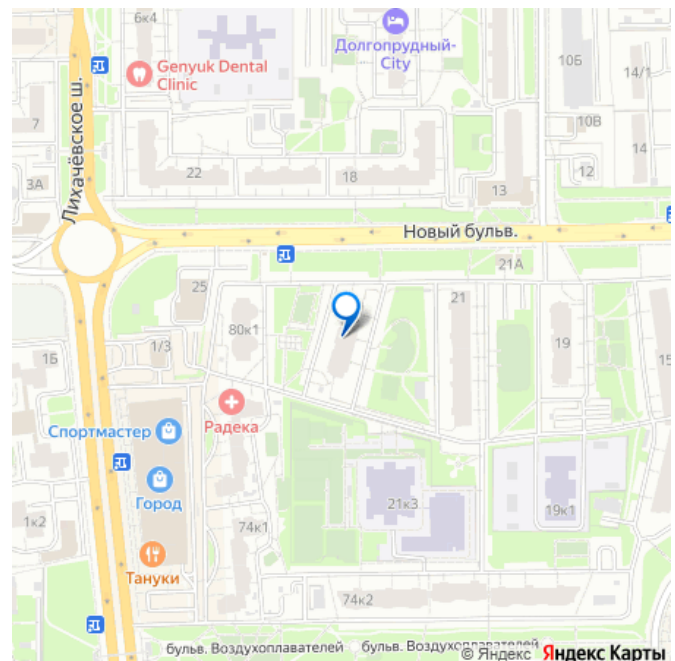 6к4
Долгопрудный-
City
10Б
Genyuk Dental
Clinic
14/1
7
10В
14
22
18
12
3А
13
Лихачёвское ш.
Новый бульв.
21А
25
21
80к1
19
1/3
1Б
15
Радека
Спортмастер
Город
21к3
19к1
1к2
74к1
Тануки
74к2
бульв. Воздухоплавателей
бульв. Воздухоплавателей
© Яндекс Яндекс Карты